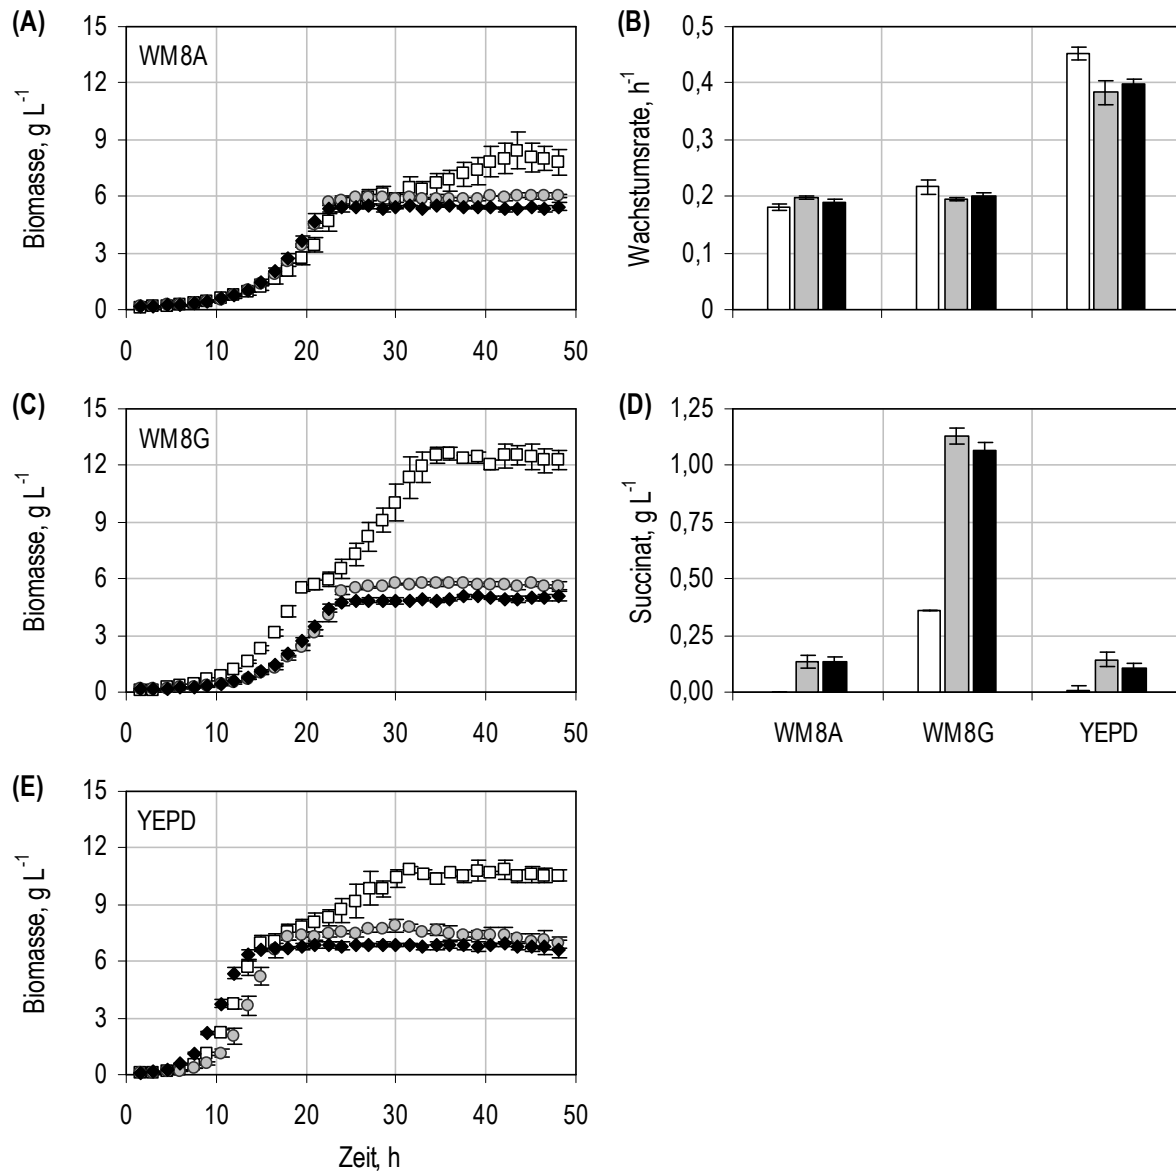 (A)
WM8A
Biomasse, g L⁻¹
15
12
9
6
3
0
0 10 20 30 40 50
(B)
Wachstumsrate, h⁻¹
0,5
0,4
0,3
0,2
0,1
0
(C)
WM8G
Biomasse, g L⁻¹
15
12
9
6
3
0
0 10 20 30 40 50
(D)
Succinat, g L⁻¹
1,25
1,00
0,75
0,50
0,25
0,00
WM8A WM8G YEPD
(E)
YEPD
Biomasse, g L⁻¹
15
12
9
6
3
0
0 10 20 30 40 50
Zeit, h